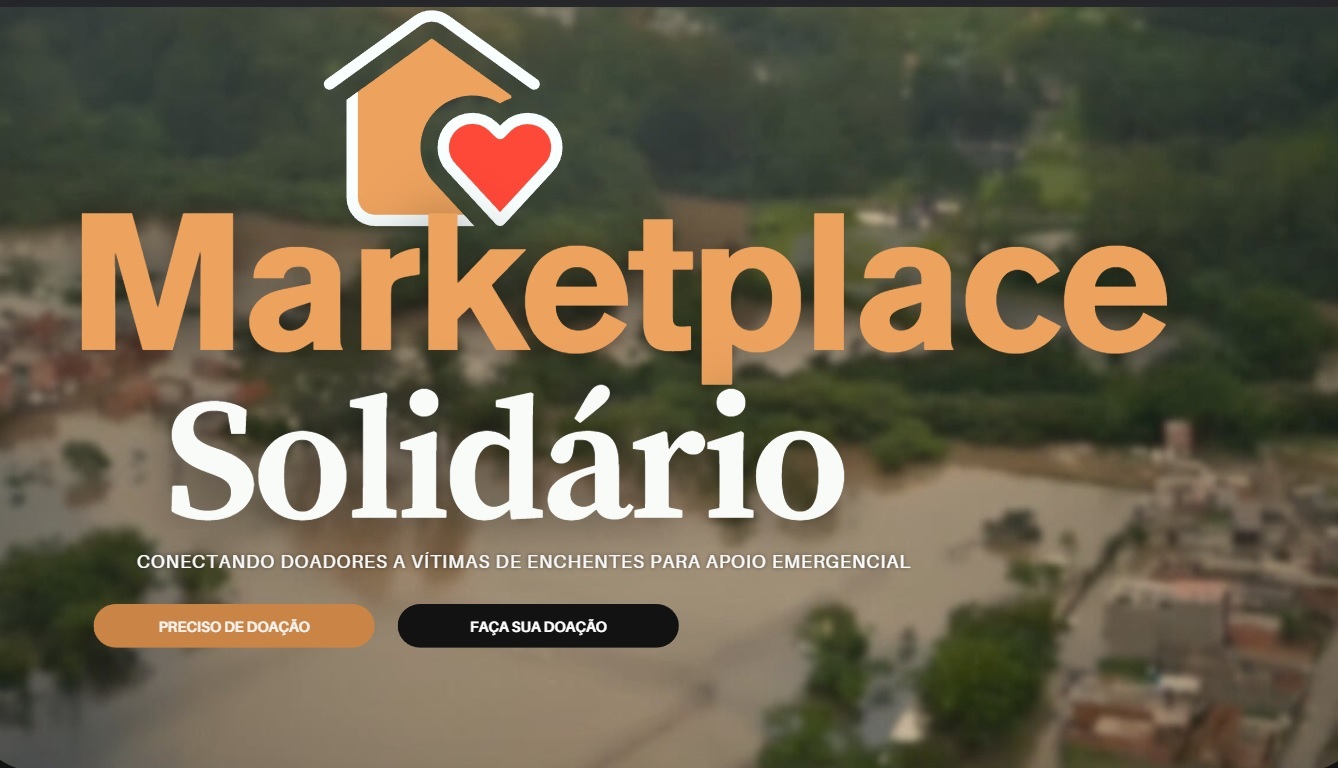 Marketplace
Solidário
CONECTANDO DOADORES A VÍTIMAS DE ENCHENTES PARA APOIO EMERGENCIAL
PRECISO DE DOAÇÃO
FAÇA SUA DOAÇÃO